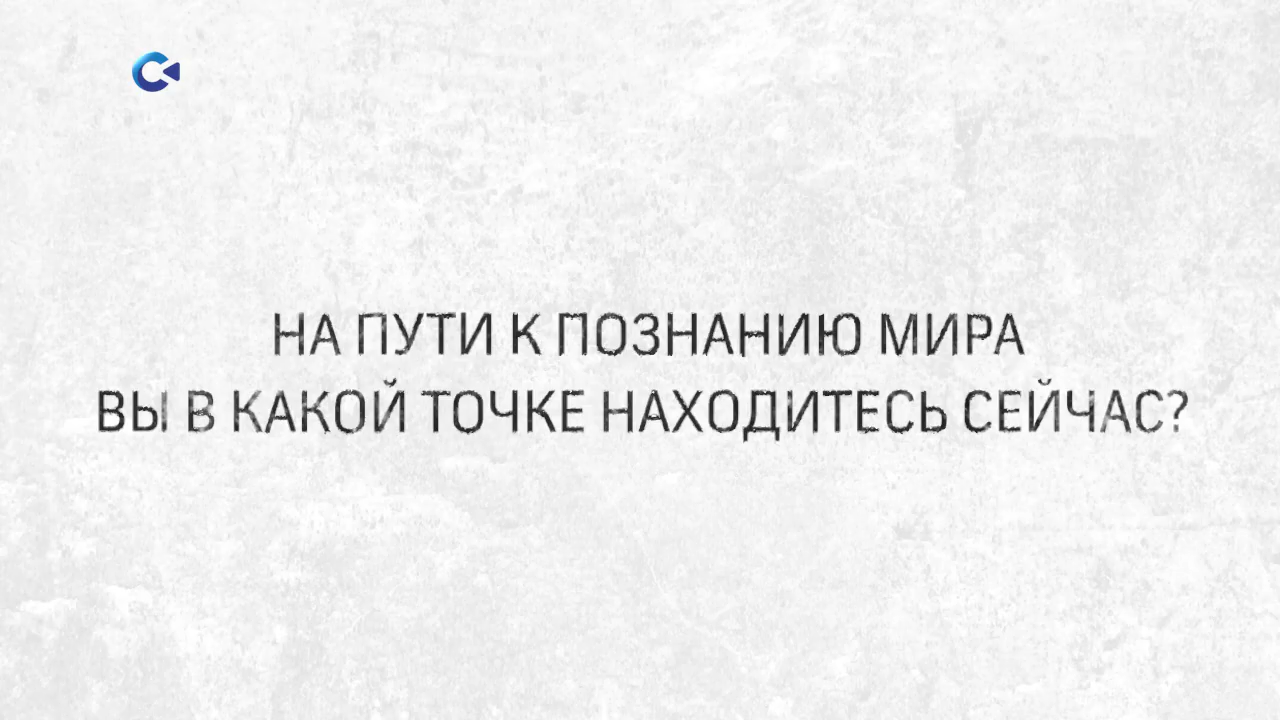 НА ПУТИ К ПОЗНАНИЮ МИРА
ВЫ В КАКОЙ ТОЧКЕ НАХОДИТЕСЬ СЕЙЧАС?